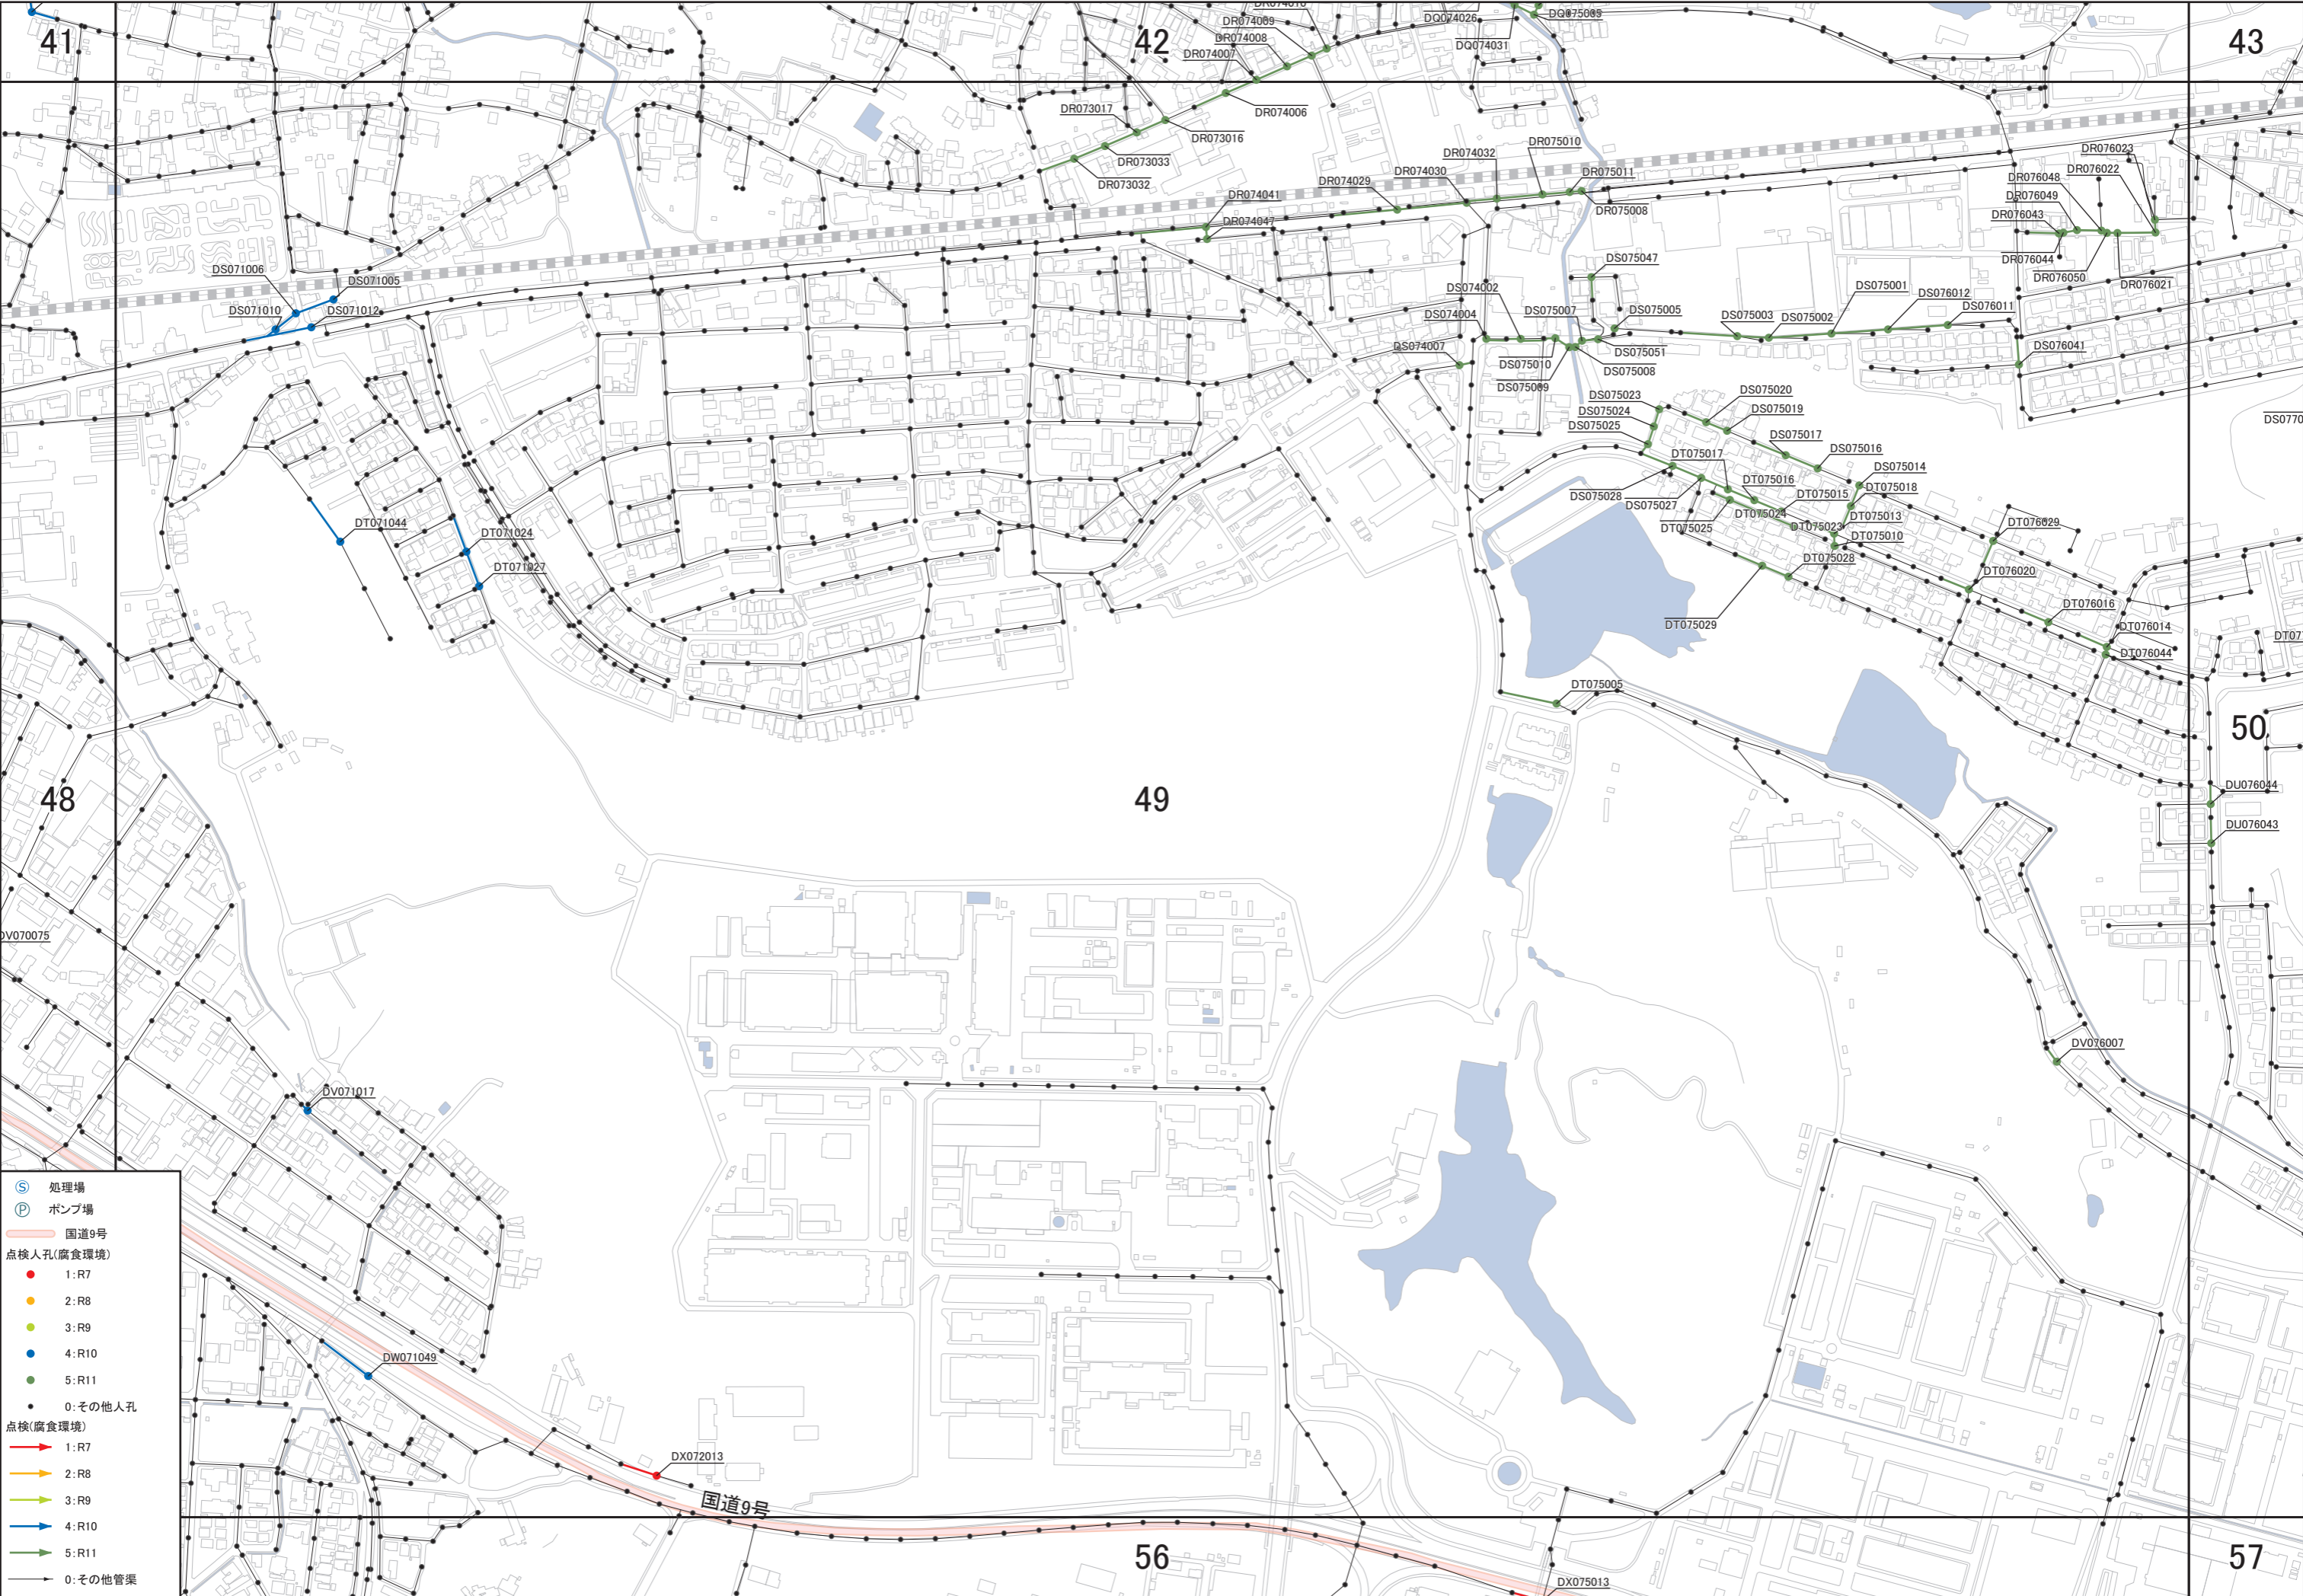 41
42
43
DR074009
DR074008
DR074007
DQ074026
DQ075035
DQ074031
DR073017
DR074006
DR073016
DR073033
DR073032
DR074032
DR075010
DR074030
DR075011
DR074029
DR074041
DR075008
DR074047
DR076023
DR076022
DR076048
DR076049
DR076043
DR076044
DR076050
DR076021
DS071006
DS071005
DS071010
DS071012
DS075047
DS074002
DS075007
DS074004
DS075005
DS075003
DS075002
DS075001
DS076012
DS076011
DS074007
DS075010
DS075051
DS075008
DS075009
DS076041
DS075023
DS075024
DS075025
DS075020
DS075019
DS075017
DS075016
DS075014
DS0770
DT075017
DT075016
DT075015
DT075018
DS075028
DS075027
DT075024
DT075013
DT075025
DT075023
DT075010
DT076029
DT075028
DT076020
DT071044
DT071024
DT071027
DT076016
DT075029
DT076014
DT07
DT076044
DT075005
48
49
50
DU076044
DU076043
DV070075
DV076007
DV071017
DW071049
DX072013
国道9号
56
57
DX075013
Ⓢ 処理場
Ⓟ ポンプ場
国道9号
点検人孔(腐食環境)
1:R7
2:R8
3:R9
4:R10
5:R11
0:その他人孔
点検(腐食環境)
1:R7
2:R8
3:R9
4:R10
5:R11
0:その他管渠